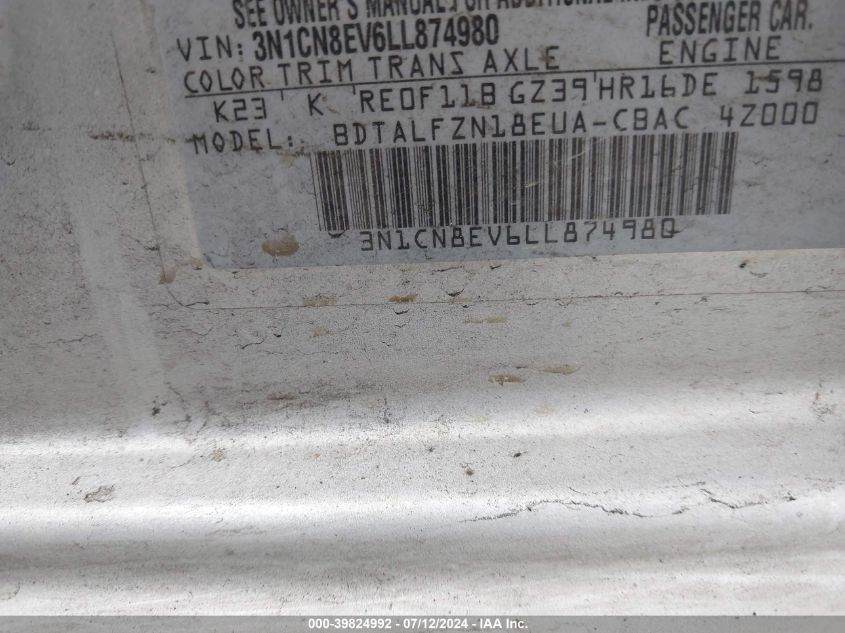 SEE OWNER'S MANUAL FOR ADDITIONAL
VIN: 3N1CN8EV6LL874980 PASSENGER CAR.
COLOR TRIM TRANS AXLE ENGINE
K23 K RE0F11B GZ39 HR16DE 1598
MODEL: BDTALFZN18EUA-CBAC 4Z000
3N1CN8EV6LL874980
000-39824992 - 07/12/2024 - IAA Inc.